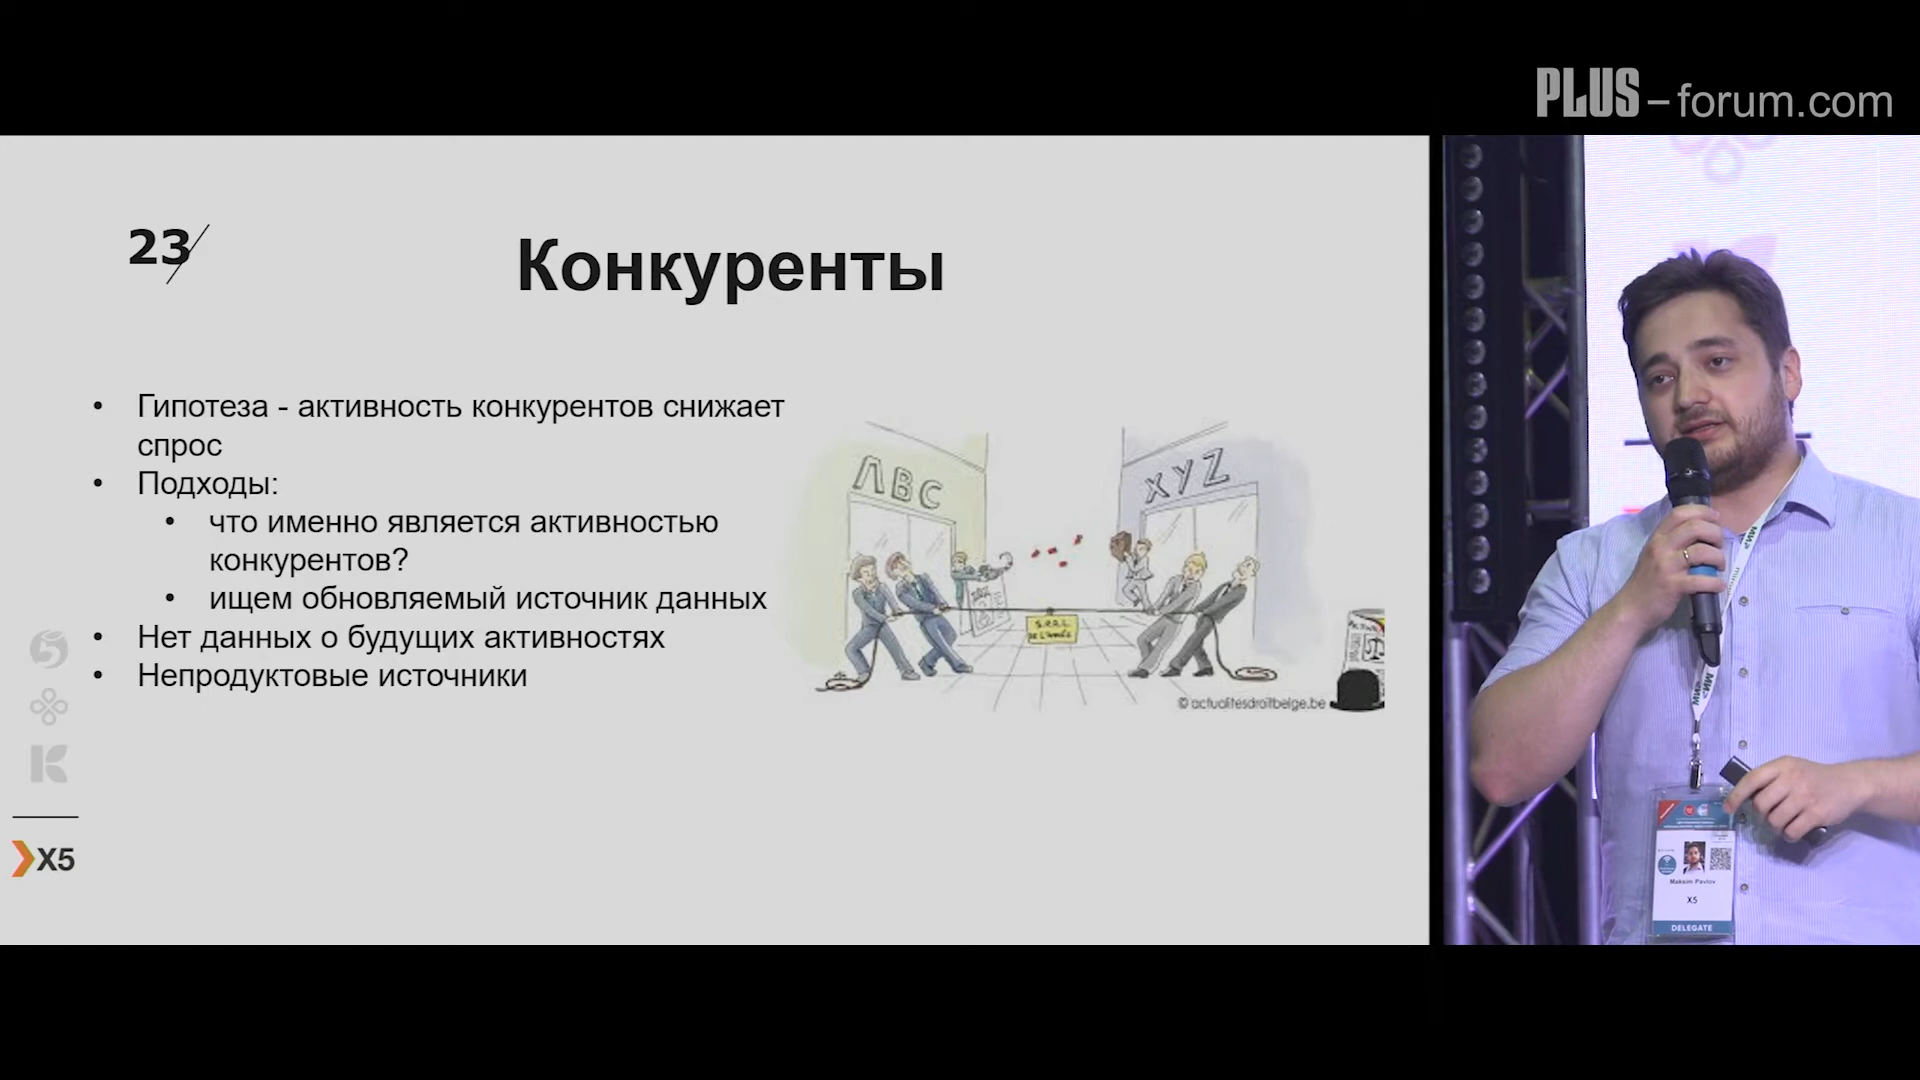 PLUS – forum.com
23
Конкуренты
• Гипотеза - активность конкурентов снижает
спрос
• Подходы:
• что именно является активностью
конкурентов?
• ищем обновляемый источник данных
• Нет данных о будущих активностях
• Непродуктовые источники
ABC
XYZ
© actualitesdroitbelge.be
5
X5
Maksim Pavlov
X5
DELEGATE